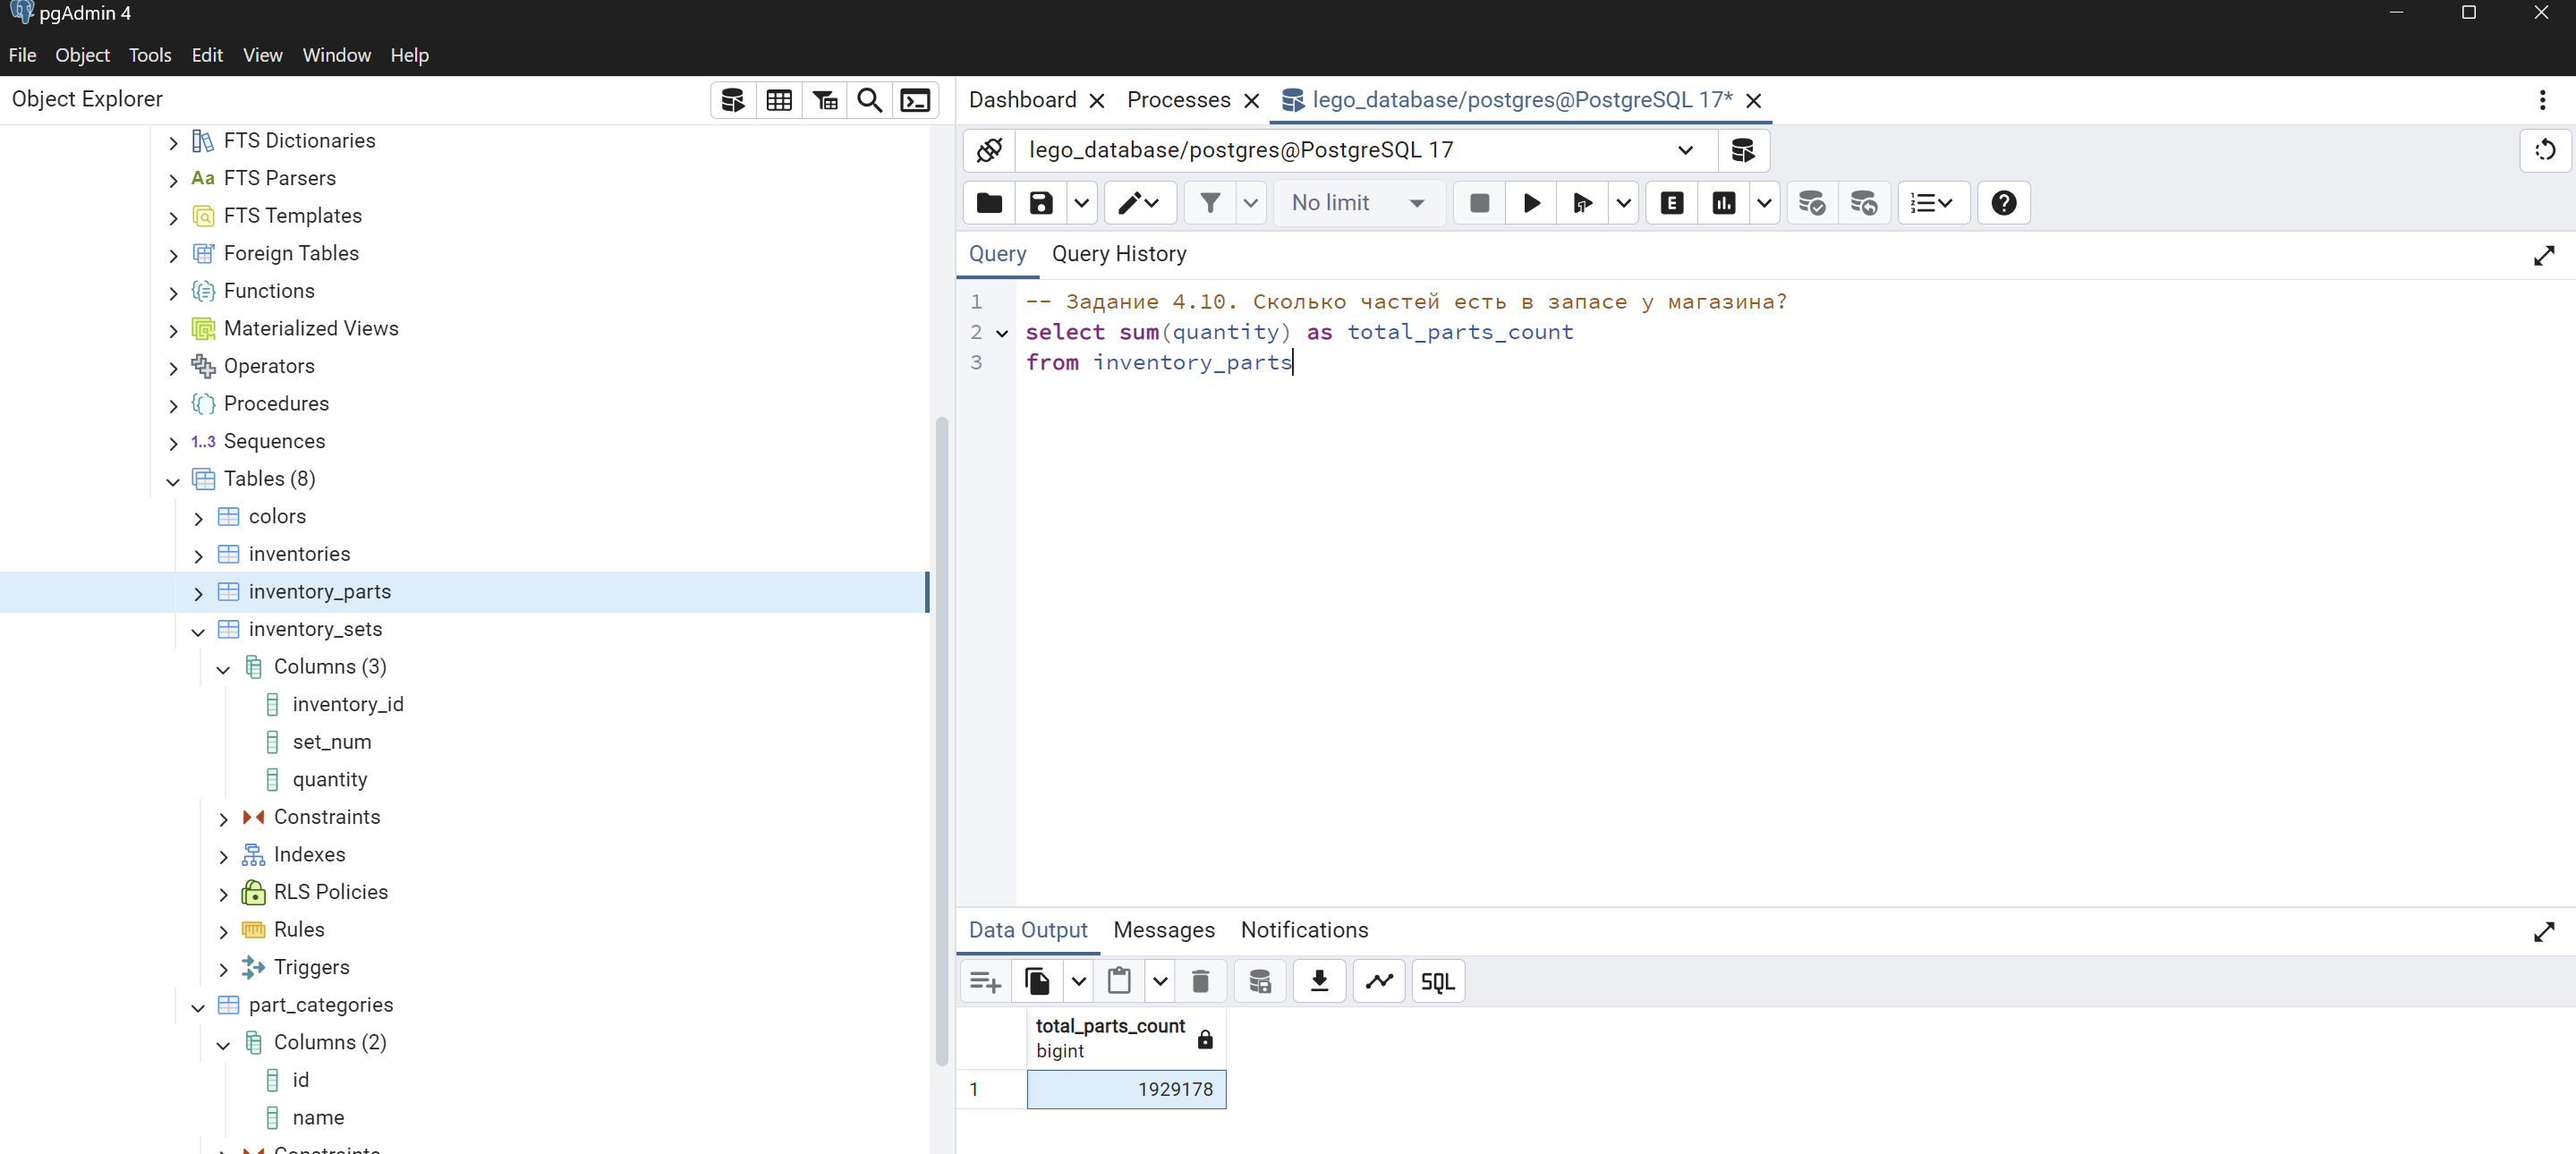 pgAdmin 4
File Object Tools Edit View Window Help
Object Explorer
FTS Dictionaries
Aa FTS Parsers
FTS Templates
Foreign Tables
Functions
Materialized Views
Operators
Procedures
1..3 Sequences
Tables (8)
colors
inventories
inventory_parts
inventory_sets
Columns (3)
inventory_id
set_num
quantity
Constraints
Indexes
RLS Policies
Rules
Triggers
part_categories
Columns (2)
id
name
Constraints
Dashboard Processes lego_database/postgres@PostgreSQL 17*
lego_database/postgres@PostgreSQL 17
No limit E
Query Query History
1 -- Задание 4.10. Сколько частей есть в запасе у магазина?
2 select sum(quantity) as total_parts_count
3 from inventory_parts
Data Output Messages Notifications
SQL
total_parts_count
bigint
1 1929178